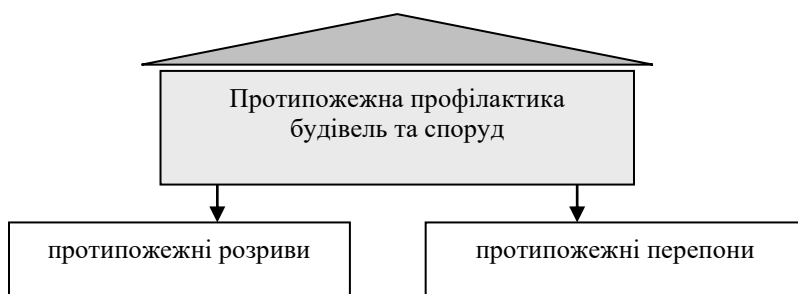 Протипожежна профілактика
будівель та споруд
протипожежні розриви
протипожежні перепони